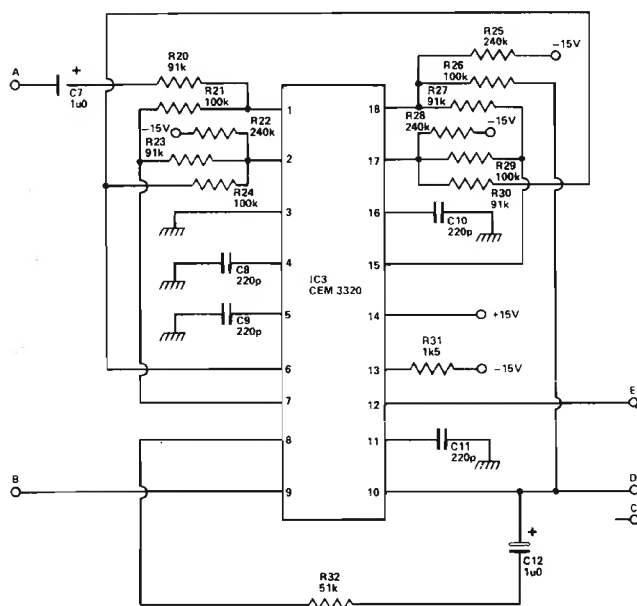 A
+
C7
1u0
R20
91k
R21
100k
−15V
R22
240k
R23
91k
R24
100k
C8
220p
C9
220p
1
2
3
4
5
6
7
8
9
IC3
CEM 3320
18
17
16
15
14
13
12
11
10
R25
240k
−15V
R26
100k
R27
91k
R28
240k
−15V
R29
100k
R30
91k
C10
220p
+15V
R31
1k5
−15V
C11
220p
E
D
C
B
+
C12
1u0
R32
51k